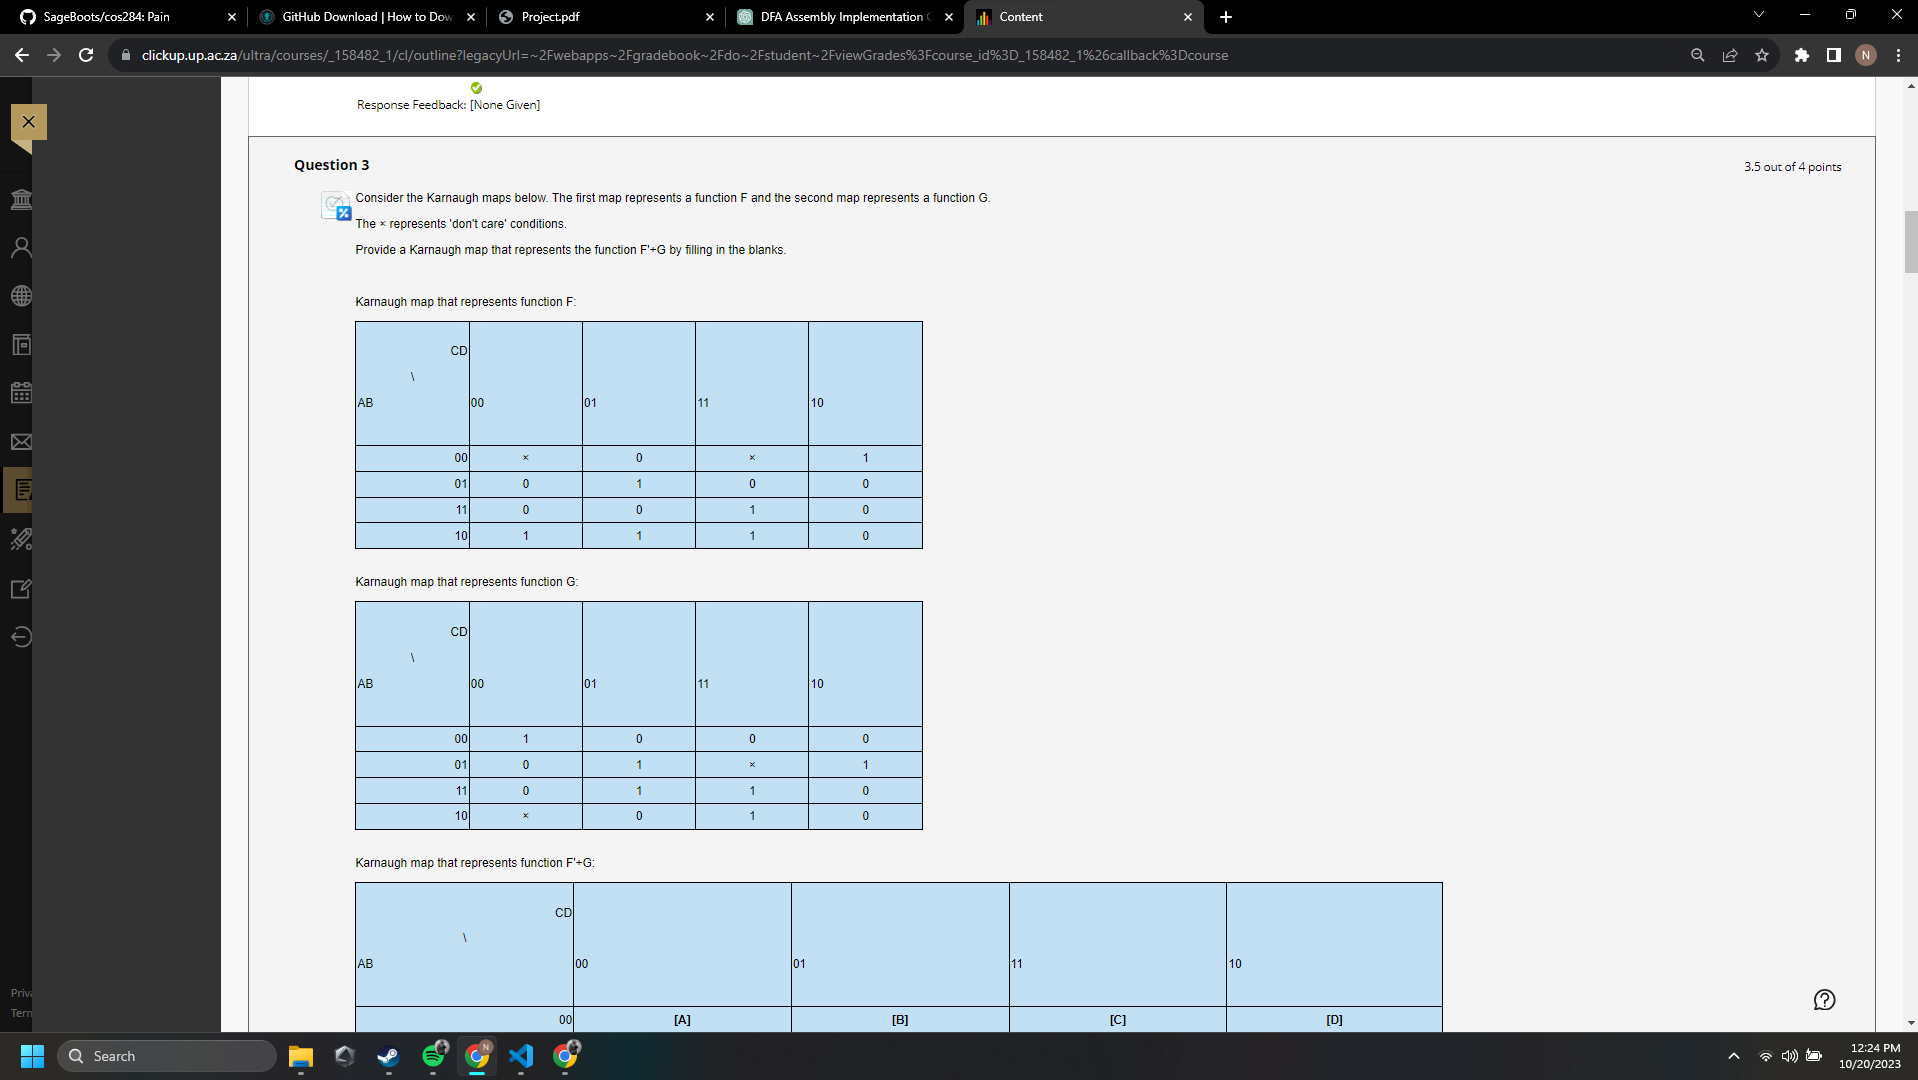 SageBoots/cos284: Pain
GitHub Download | How to Dow
Project.pdf
DFA Assembly Implementation
Content
clickup.up.ac.za/ultra/courses/_158482_1/cl/outline?legacyUrl=~2Fwebapps~2Fgradebook~2Fdo~2Fstudent~2FviewGrades%3Fcourse_id%3D_158482_1%26callback%3Dcourse
N
Response Feedback: [None Given]
Question 3
3.5 out of 4 points
Consider the Karnaugh maps below. The first map represents a function F and the second map represents a function G.
The × represents 'don't care' conditions.
Provide a Karnaugh map that represents the function F'+G by filling in the blanks.
Karnaugh map that represents function F:
CD
\
AB 00 01 11 10
00 × 0 × 1
01 0 1 0 0
11 0 0 1 0
10 1 1 1 0
Karnaugh map that represents function G:
CD
\
AB 00 01 11 10
00 1 0 0 0
01 0 1 × 1
11 0 1 1 0
10 × 0 1 0
Karnaugh map that represents function F'+G:
CD
\
AB 00 01 11 10
00 [A] [B] [C] [D]
Priva
Term
Search
N
12:24 PM
10/20/2023